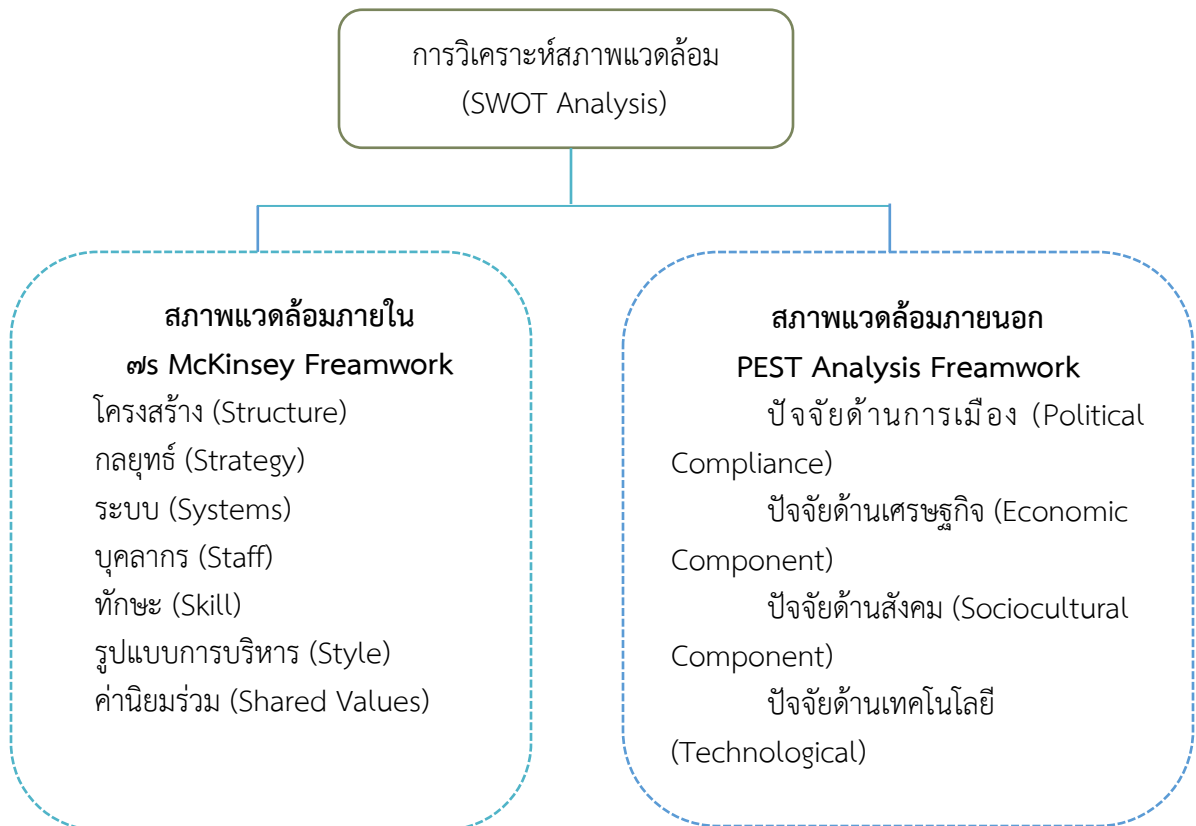 การวิเคราะห์สภาพแวดล้อม
(SWOT Analysis)
สภาพแวดล้อมภายใน
๗s McKinsey Freamwork
โครงสร้าง (Structure)
กลยุทธ์ (Strategy)
ระบบ (Systems)
บุคลากร (Staff)
ทักษะ (Skill)
รูปแบบการบริหาร (Style)
ค่านิยมร่วม (Shared Values)
สภาพแวดล้อมภายนอก
PEST Analysis Freamwork
ปัจจัยด้านการเมือง (Political
Compliance)
ปัจจัยด้านเศรษฐกิจ (Economic
Component)
ปัจจัยด้านสังคม (Sociocultural
Component)
ปัจจัยด้านเทคโนโลยี
(Technological)